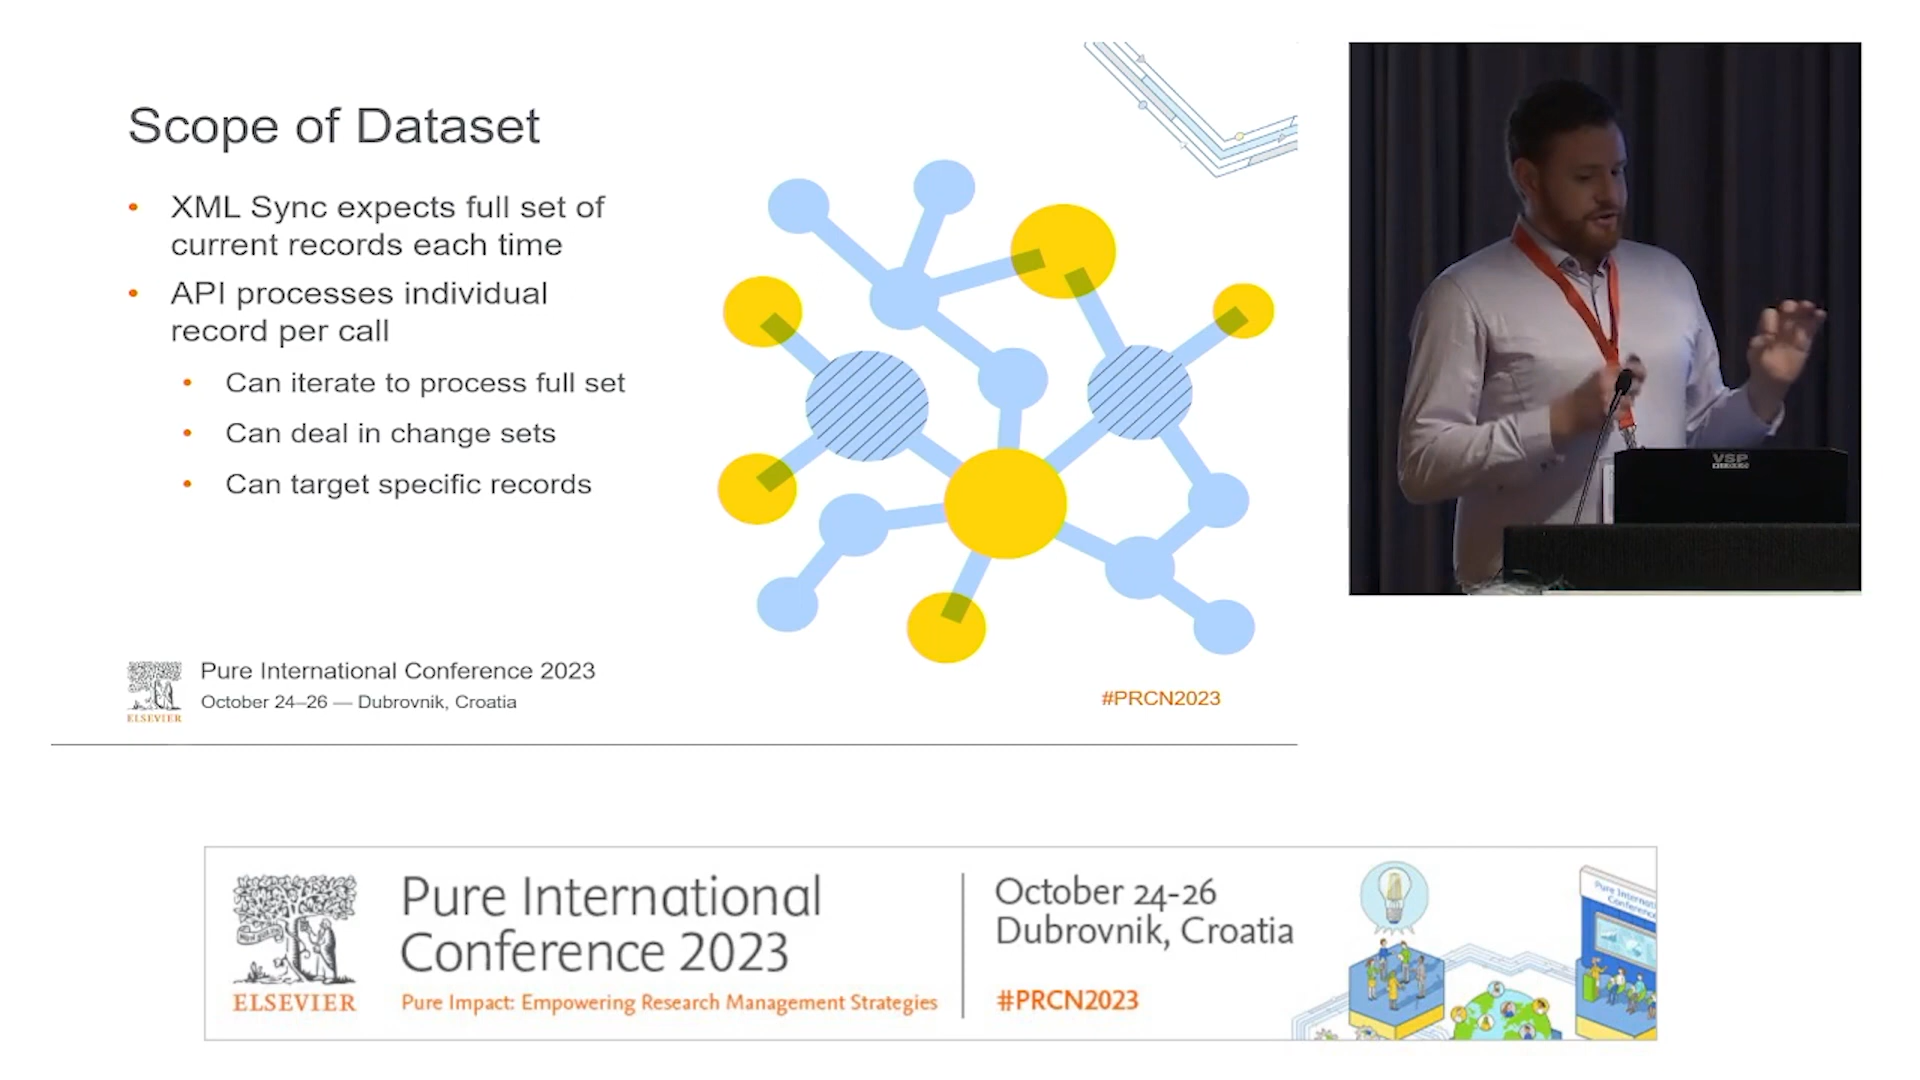 Scope of Dataset
• XML Sync expects full set of
current records each time
• API processes individual
record per call
• Can iterate to process full set
• Can deal in change sets
• Can target specific records
ELSEVIER
Pure International Conference 2023
October 24–26 — Dubrovnik, Croatia
#PRCN2023
VSP
ELSEVIER
Pure International
Conference 2023
Pure Impact: Empowering Research Management Strategies
October 24-26
Dubrovnik, Croatia
#PRCN2023